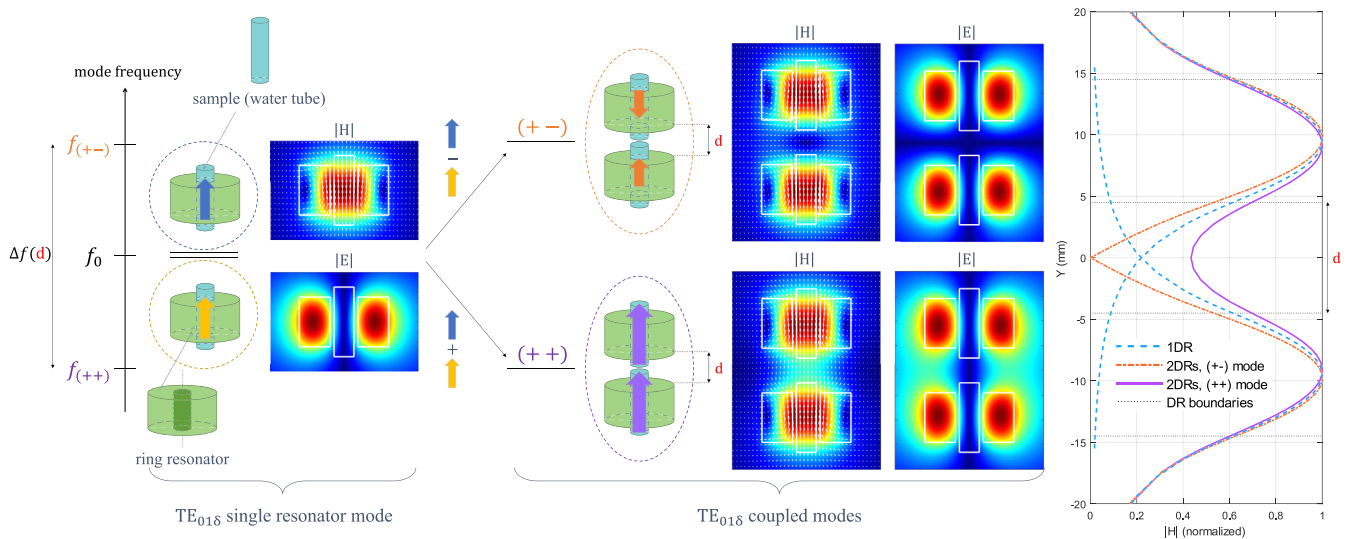 mode frequency
sample (water tube)
f(+−)
Δf(d)
f0
f(++)
ring resonator
|H|
|E|
−
+
TE01δ single resonator mode
(+−)
d
|H|
|E|
(++)
d
|H|
|E|
TE01δ coupled modes
20
15
10
5
0
-5
-10
-15
-20
Y (mm)
d
1DR
2DRs, (+-) mode
2DRs, (++) mode
DR boundaries
0
0.2
0.4
0.6
0.8
1
|H| (normalized)